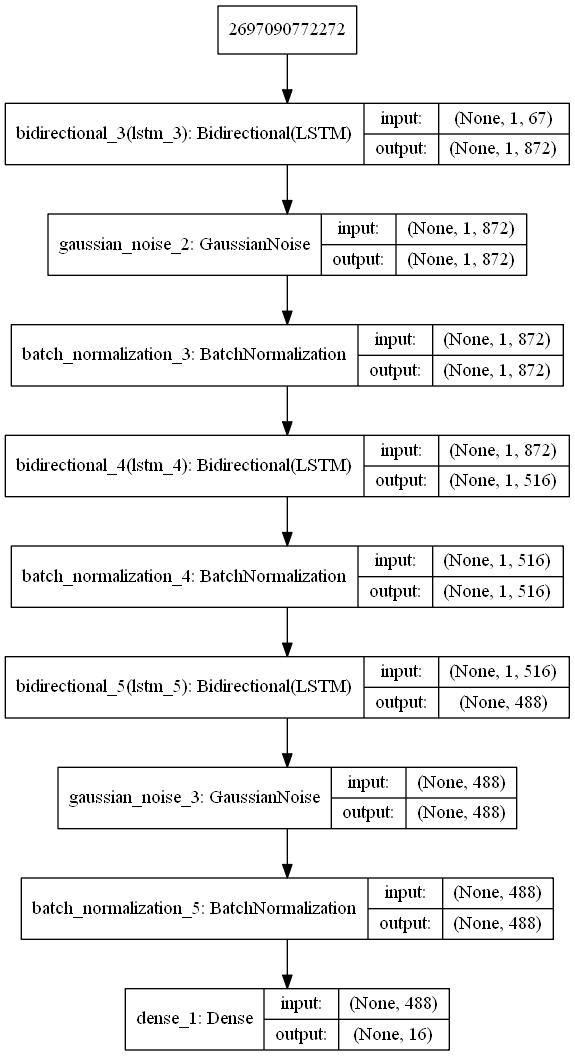 2697090772272
bidirectional_3(lstm_3): Bidirectional(LSTM)
input: (None, 1, 67)
output: (None, 1, 872)
gaussian_noise_2: GaussianNoise
input: (None, 1, 872)
output: (None, 1, 872)
batch_normalization_3: BatchNormalization
input: (None, 1, 872)
output: (None, 1, 872)
bidirectional_4(lstm_4): Bidirectional(LSTM)
input: (None, 1, 872)
output: (None, 1, 516)
batch_normalization_4: BatchNormalization
input: (None, 1, 516)
output: (None, 1, 516)
bidirectional_5(lstm_5): Bidirectional(LSTM)
input: (None, 1, 516)
output: (None, 488)
gaussian_noise_3: GaussianNoise
input: (None, 488)
output: (None, 488)
batch_normalization_5: BatchNormalization
input: (None, 488)
output: (None, 488)
dense_1: Dense
input: (None, 488)
output: (None, 16)